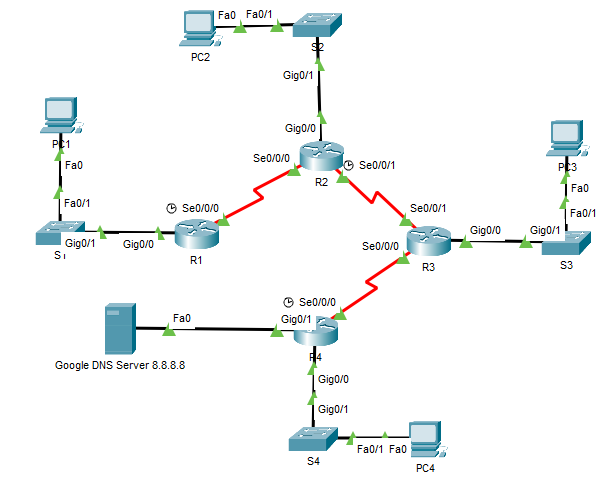 Fa0
Fa0/1
S2
PC2
Gig0/1
Gig0/0
PC1
Fa0
Fa0/1
Se0/0/0
Se0/0/1
R2
PC3
Fa0
Fa0/1
Se0/0/0
Se0/0/1
Gig0/1
Gig0/0
R1
Gig0/0
Gig0/1
S3
Se0/0/0
R3
Se0/0/0
Fa0
Gig0/1
R4
Google DNS Server 8.8.8.8
Gig0/0
Gig0/1
S4
Fa0/1
Fa0
PC4